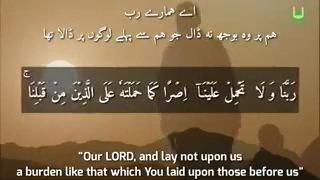 اے ہمارے رب
ہم پر وہ بوجھ نہ ڈال جو ہم سے پہلے لوگوں پر ڈالا تھا
رَبَّنَا وَ لَا تَحْمِلْ عَلَيْنَاۤ اِصْرًا كَمَا حَمَلْتَهٗ عَلَى الَّذِيْنَ مِنْ قَبْلِنَا ۚ
"Our LORD, and lay not upon us
a burden like that which You laid upon those before us"